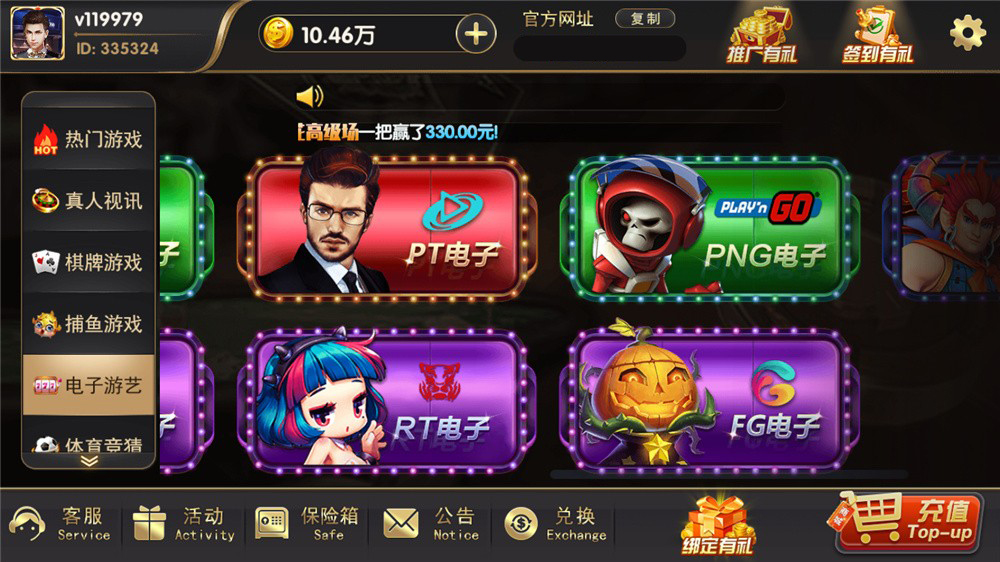 v119979
ID: 335324
10.46万
官方网址
复制
推广有礼
签到有礼
高级场一把赢了330.00元!
HOT
热门游戏
真人视讯
棋牌游戏
捕鱼游戏
电子游艺
体育竞猜
子
PT电子
PLAY'n GO
PNG电子
子
RT电子
FG电子
客服
Service
活动
Activity
保险箱
Safe
公告
Notice
兑换
Exchange
绑定有礼
充值
Top-up